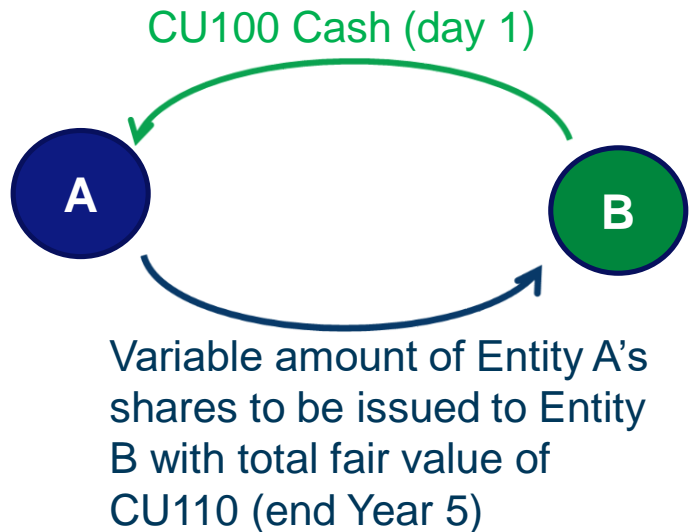 CU100 Cash (day 1)
A
B
Variable amount of Entity A’s
shares to be issued to Entity
B with total fair value of
CU110 (end Year 5)